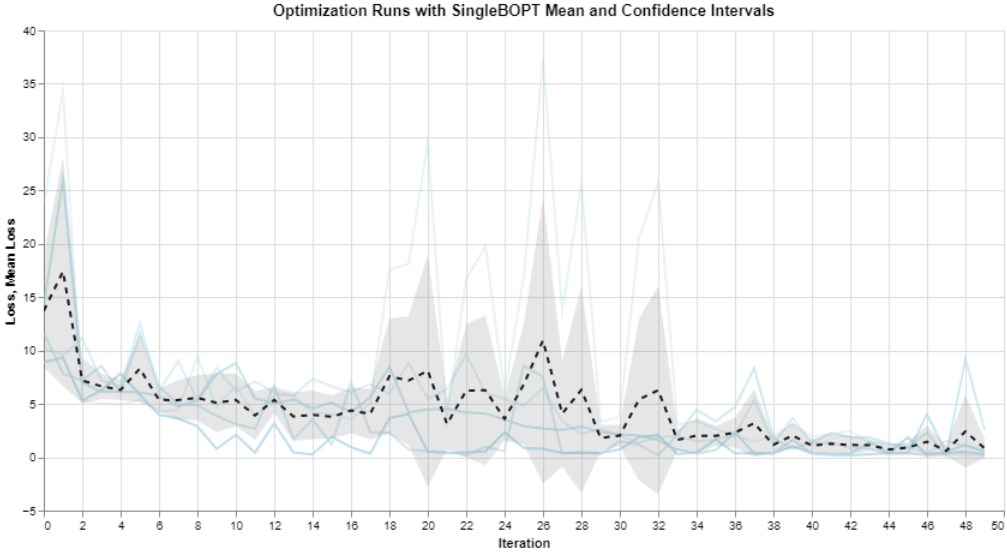 Optimization Runs with SingleBOPT Mean and Confidence Intervals
40
35
30
25
20
15
10
5
0
−5
Loss, Mean Loss
0 2 4 6 8 10 12 14 16 18 20 22 24 26 28 30 32 34 36 38 40 42 44 46 48 50
Iteration